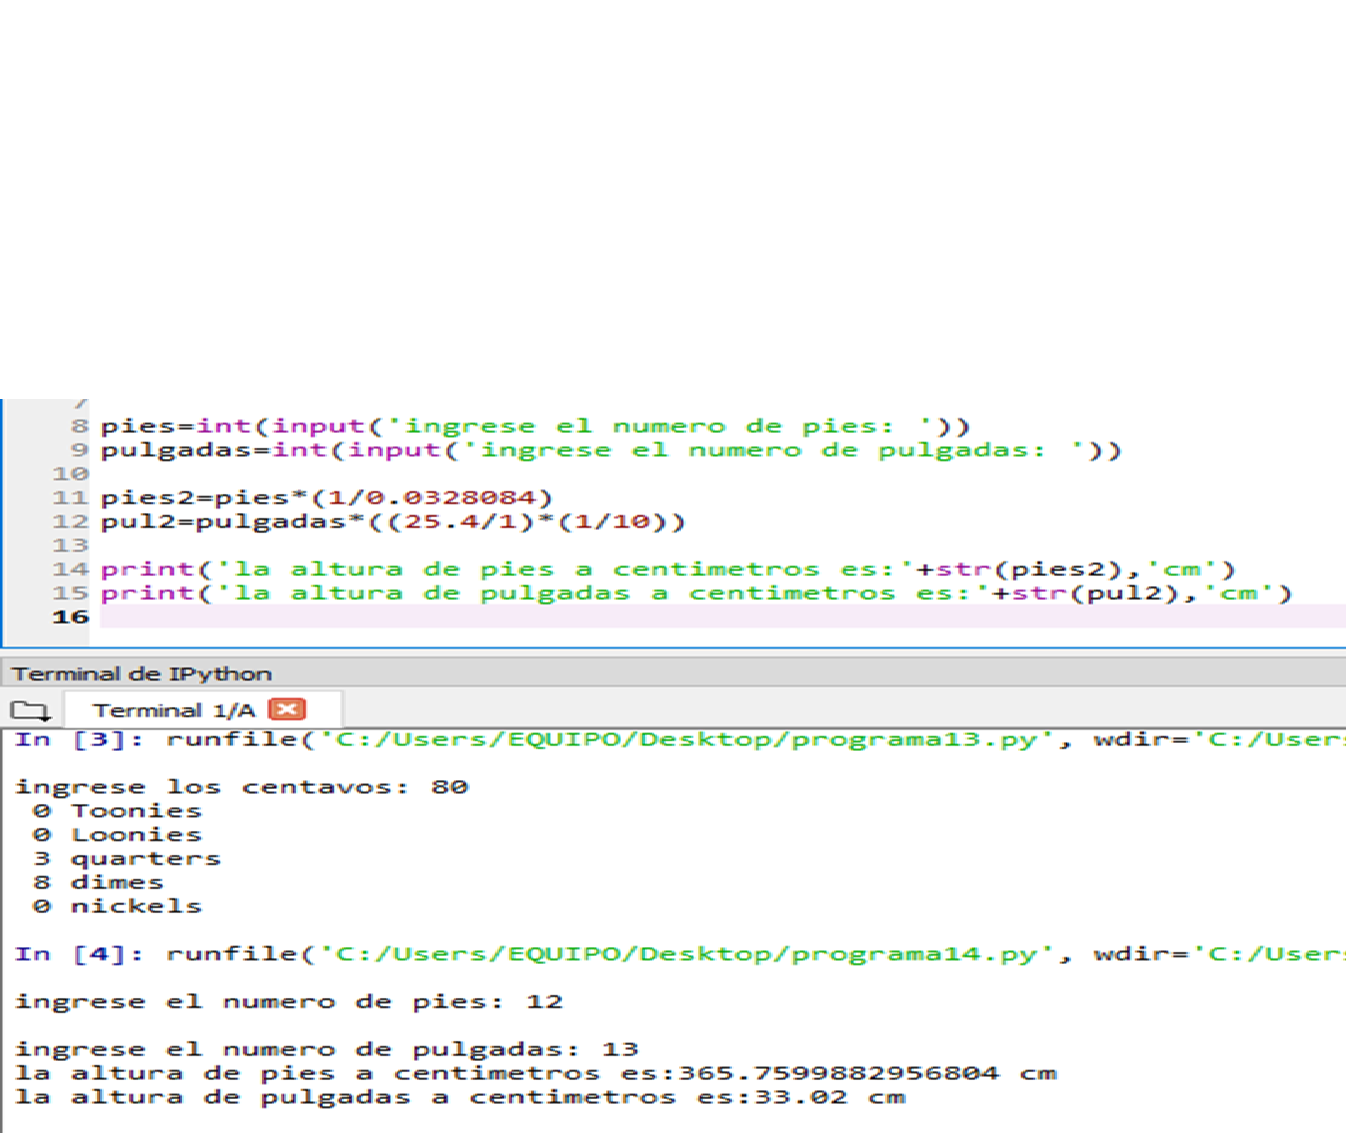 7
8 pies=int(input('ingrese el numero de pies: '))
9 pulgadas=int(input('ingrese el numero de pulgadas: '))
10
11 pies2=pies*(1/0.0328084)
12 pul2=pulgadas*((25.4/1)*(1/10))
13
14 print('la altura de pies a centimetros es:'+str(pies2),'cm')
15 print('la altura de pulgadas a centimetros es:'+str(pul2),'cm')
16
Terminal de IPython
Terminal 1/A
In [3]: runfile('C:/Users/EQUIPO/Desktop/programa13.py', wdir='C:/Users
ingrese los centavos: 80
0 Toonies
0 Loonies
3 quarters
8 dimes
0 nickels
In [4]: runfile('C:/Users/EQUIPO/Desktop/programa14.py', wdir='C:/Users
ingrese el numero de pies: 12
ingrese el numero de pulgadas: 13
la altura de pies a centimetros es:365.7599882956804 cm
la altura de pulgadas a centimetros es:33.02 cm